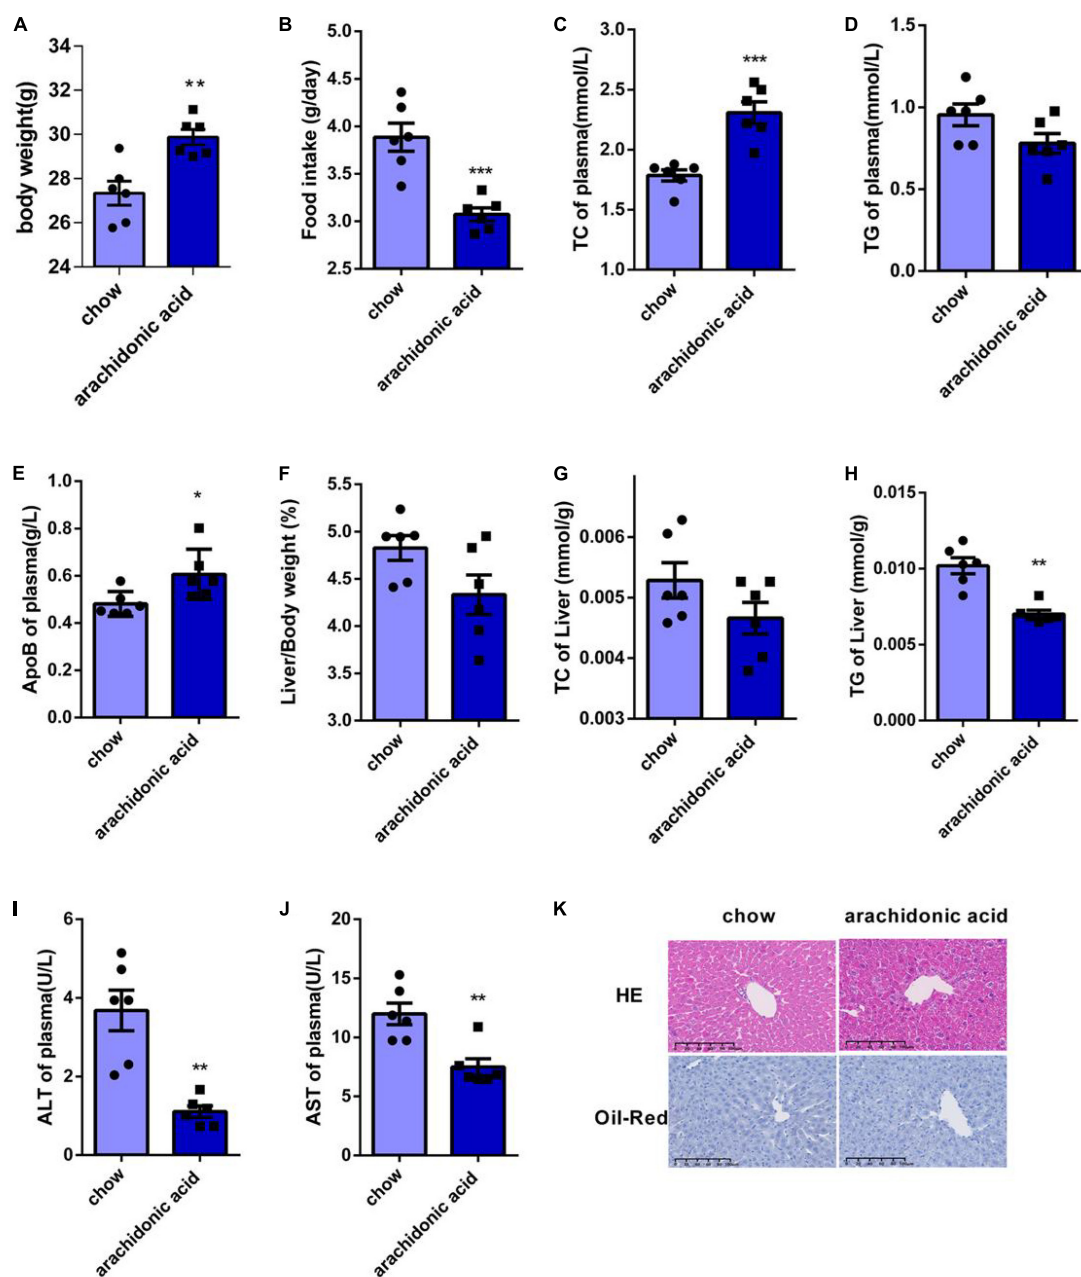 A
body weight(g)
34
32
30
28
26
24
**
chow
arachidonic acid
B
Food intake (g/day)
5.0
4.5
4.0
3.5
3.0
2.5
***
chow
arachidonic acid
C
TC of plasma(mmol/L)
3.0
2.5
2.0
1.5
1.0
***
chow
arachidonic acid
D
TG of plasma(mmol/L)
1.5
1.0
0.5
0.0
chow
arachidonic acid
E
ApoB of plasma(g/L)
1.0
0.8
0.6
0.4
0.2
0.0
*
chow
arachidonic acid
F
Liver/Body weight (%)
5.5
5.0
4.5
4.0
3.5
3.0
chow
arachidonic acid
G
TC of Liver (mmol/g)
0.006
0.005
0.004
0.003
chow
arachidonic acid
H
TG of Liver (mmol/g)
0.015
0.010
0.005
0.000
**
chow
arachidonic acid
I
ALT of plasma(U/L)
6
4
2
0
**
chow
arachidonic acid
J
AST of plasma(U/L)
20
15
10
5
0
**
chow
arachidonic acid
K
chow
arachidonic acid
HE
Oil-Red